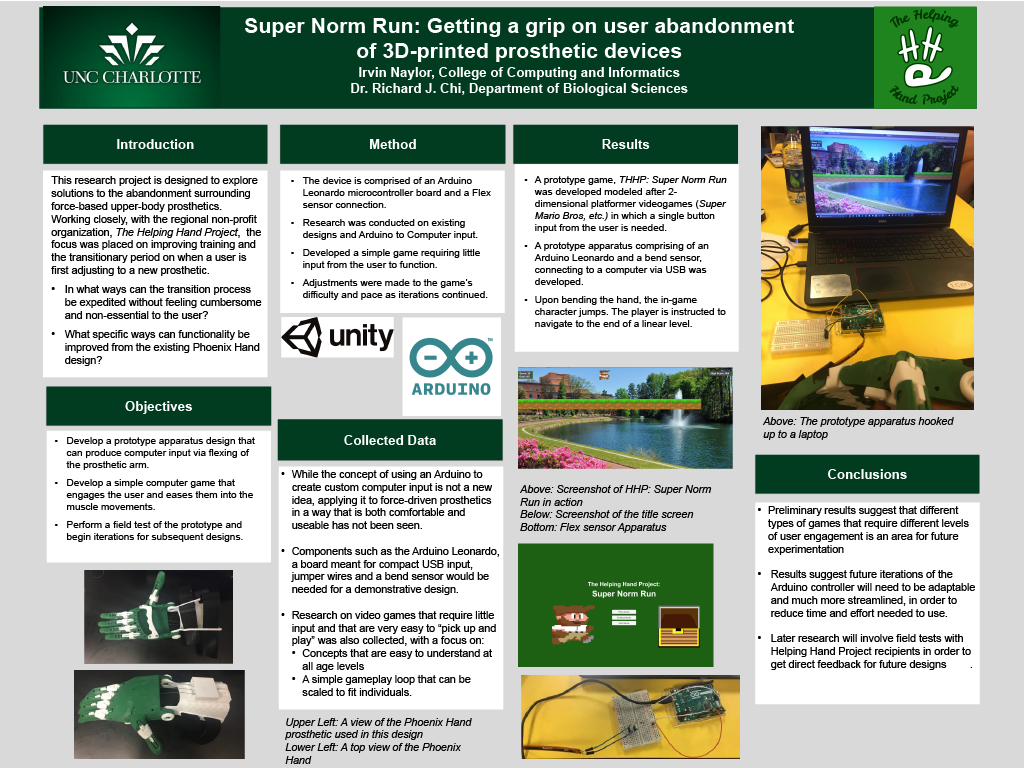 Super Norm Run: Getting a grip on user abandonment
of 3D-printed prosthetic devices
Irvin Naylor, College of Computing and Informatics
Dr. Richard J. Chi, Department of Biological Sciences
UNC CHARLOTTE
The Helping
Hand Project
Introduction
This research project is designed to explore
solutions to the abandonment surrounding
force-based upper-body prosthetics.
Working closely, with the regional non-profit
organization, The Helping Hand Project, the
focus was placed on improving training and
the transitionary period on when a user is
first adjusting to a new prosthetic.
• In what ways can the transition process
be expedited without feeling cumbersome
and non-essential to the user?
• What specific ways can functionality be
improved from the existing Phoenix Hand
design?
Objectives
• Develop a prototype apparatus design that
can produce computer input via flexing of
the prosthetic arm.
• Develop a simple computer game that
engages the user and eases them into the
muscle movements.
• Perform a field test of the prototype and
begin iterations for subsequent designs.
Method
• The device is comprised of an Arduino
Leonardo microcontroller board and a Flex
sensor connection.
• Research was conducted on existing
designs and Arduino to Computer input.
• Developed a simple game requiring little
input from the user to function.
• Adjustments were made to the game's
difficulty and pace as iterations continued.
unity
ARDUINO
TM
Collected Data
• While the concept of using an Arduino to
create custom computer input is not a new
idea, applying it to force-driven prosthetics
in a way that is both comfortable and
useable has not been seen.
• Components such as the Arduino Leonardo,
a board meant for compact USB input,
jumper wires and a bend sensor would be
needed for a demonstrative design.
• Research on video games that require little
input and that are very easy to “pick up and
play” was also collected, with a focus on:
• Concepts that are easy to understand at
all age levels
• A simple gameplay loop that can be
scaled to fit individuals.
Upper Left: A view of the Phoenix Hand
prosthetic used in this design
Lower Left: A top view of the Phoenix
Hand
Results
• A prototype game, THHP: Super Norm Run
was developed modeled after 2-
dimensional platformer videogames (Super
Mario Bros, etc.) in which a single button
input from the user is needed.
• A prototype apparatus comprising of an
Arduino Leonardo and a bend sensor,
connecting to a computer via USB was
developed.
• Upon bending the hand, the in-game
character jumps. The player is instructed to
navigate to the end of a linear level.
Above: Screenshot of HHP: Super Norm
Run in action
Below: Screenshot of the title screen
Bottom: Flex sensor Apparatus
The Helping Hand Project:
Super Norm Run
Above: The prototype apparatus hooked
up to a laptop
Conclusions
• Preliminary results suggest that different
types of games that require different levels
of user engagement is an area for future
experimentation
• Results suggest future iterations of the
Arduino controller will need to be adaptable
and much more streamlined, in order to
reduce time and effort needed to use.
• Later research will involve field tests with
Helping Hand Project recipients in order to
get direct feedback for future designs .